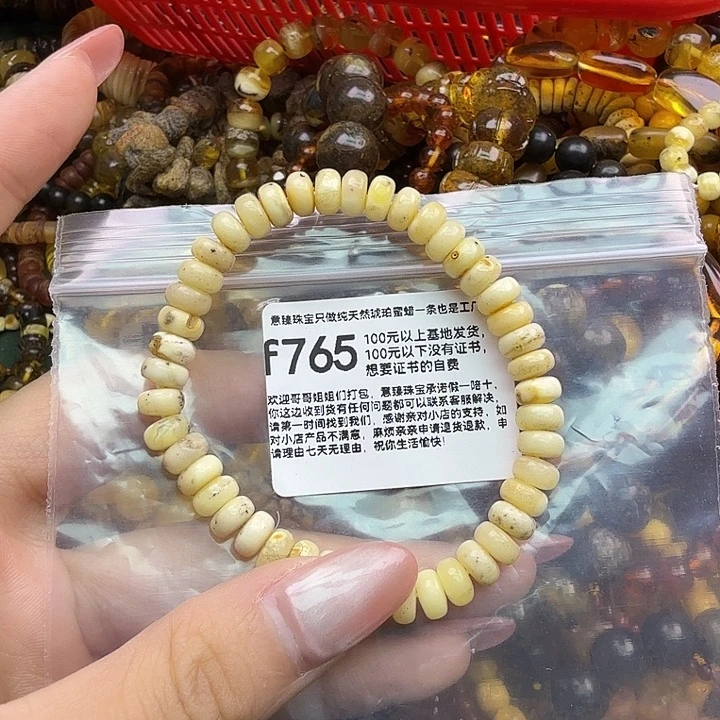 意臻珠宝只做纯天然琥珀蜜蜡一条也是工厂
f765
100元以上基地发货,
100元以下没有证书,
想要证书的自费
欢迎哥哥姐姐们打包,意臻珠宝承诺假一赔十,
你这边收到货有任何问题都可以联系客服解决,
请第一时间找到我们,感谢亲对小店的支持,如
对小店产品不满意,麻烦亲亲申请退货退款,申
请理由七天无理由,祝你生活愉快!